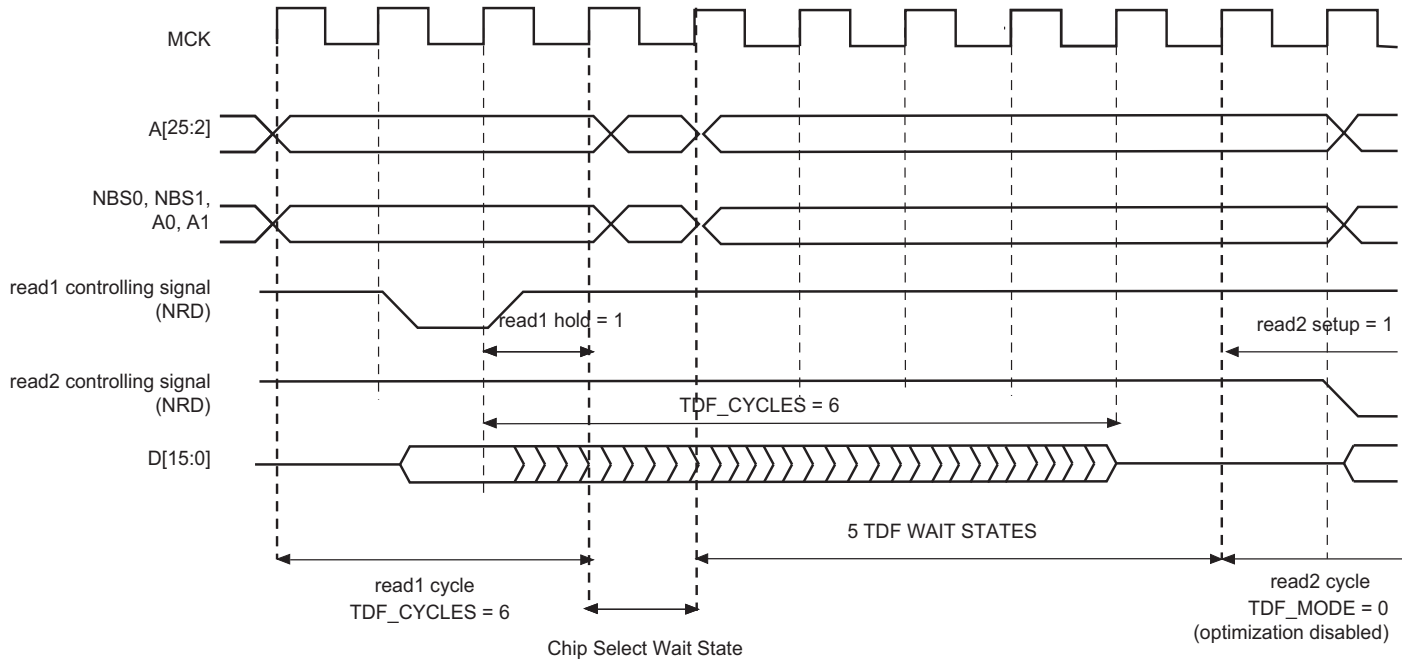 MCK
A[25:2]
NBS0, NBS1,
A0, A1
read1 controlling signal
(NRD)
read1 hold = 1
read2 setup = 1
read2 controlling signal
(NRD)
TDF_CYCLES = 6
D[15:0]
5 TDF WAIT STATES
read1 cycle
TDF_CYCLES = 6
read2 cycle
TDF_MODE = 0
(optimization disabled)
Chip Select Wait State